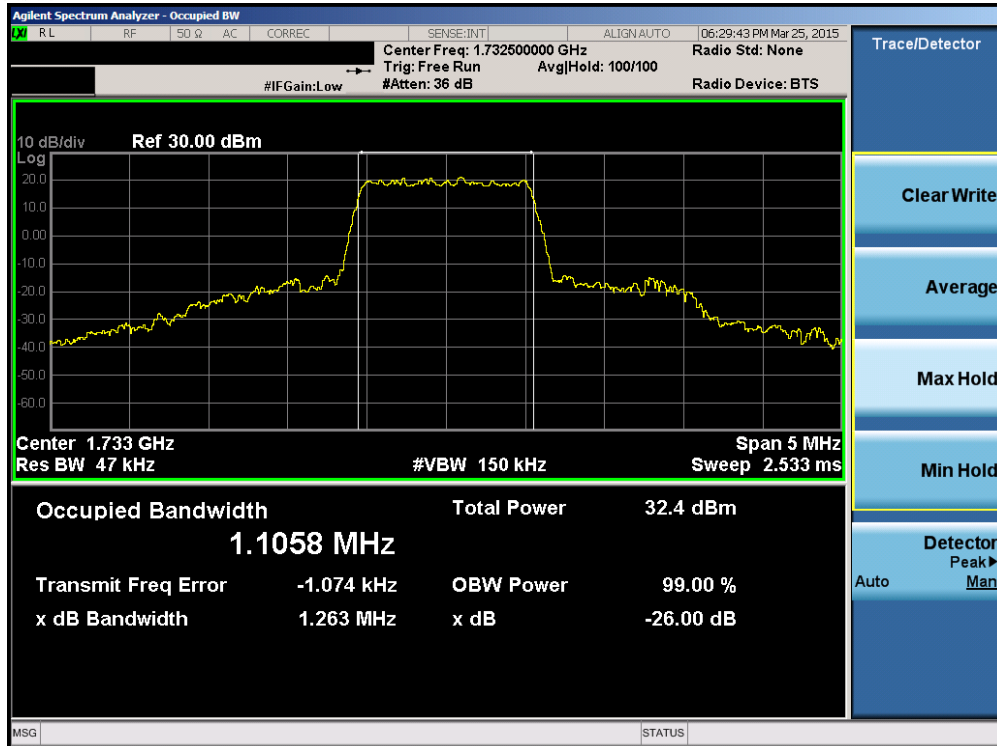 Agilent Spectrum Analyzer - Occupied BW
LXI RL RF 50 Ω AC CORREC SENSE:INT ALIGN AUTO 06:29:43 PM Mar 25, 2015
Center Freq: 1.732500000 GHz Radio Std: None
Trig: Free Run Avg|Hold: 100/100
#IFGain:Low #Atten: 36 dB Radio Device: BTS
Trace/Detector
10 dB/div Ref 30.00 dBm
Log
20.0
10.0
0.00
-10.0
-20.0
-30.0
-40.0
-50.0
-60.0
Center 1.733 GHz Span 5 MHz
Res BW 47 kHz #VBW 150 kHz Sweep 2.533 ms
Occupied Bandwidth Total Power 32.4 dBm
1.1058 MHz
Transmit Freq Error -1.074 kHz OBW Power 99.00 %
x dB Bandwidth 1.263 MHz x dB -26.00 dB
Clear Write
Average
Max Hold
Min Hold
Detector
Peak▶
Auto Man
MSG STATUS